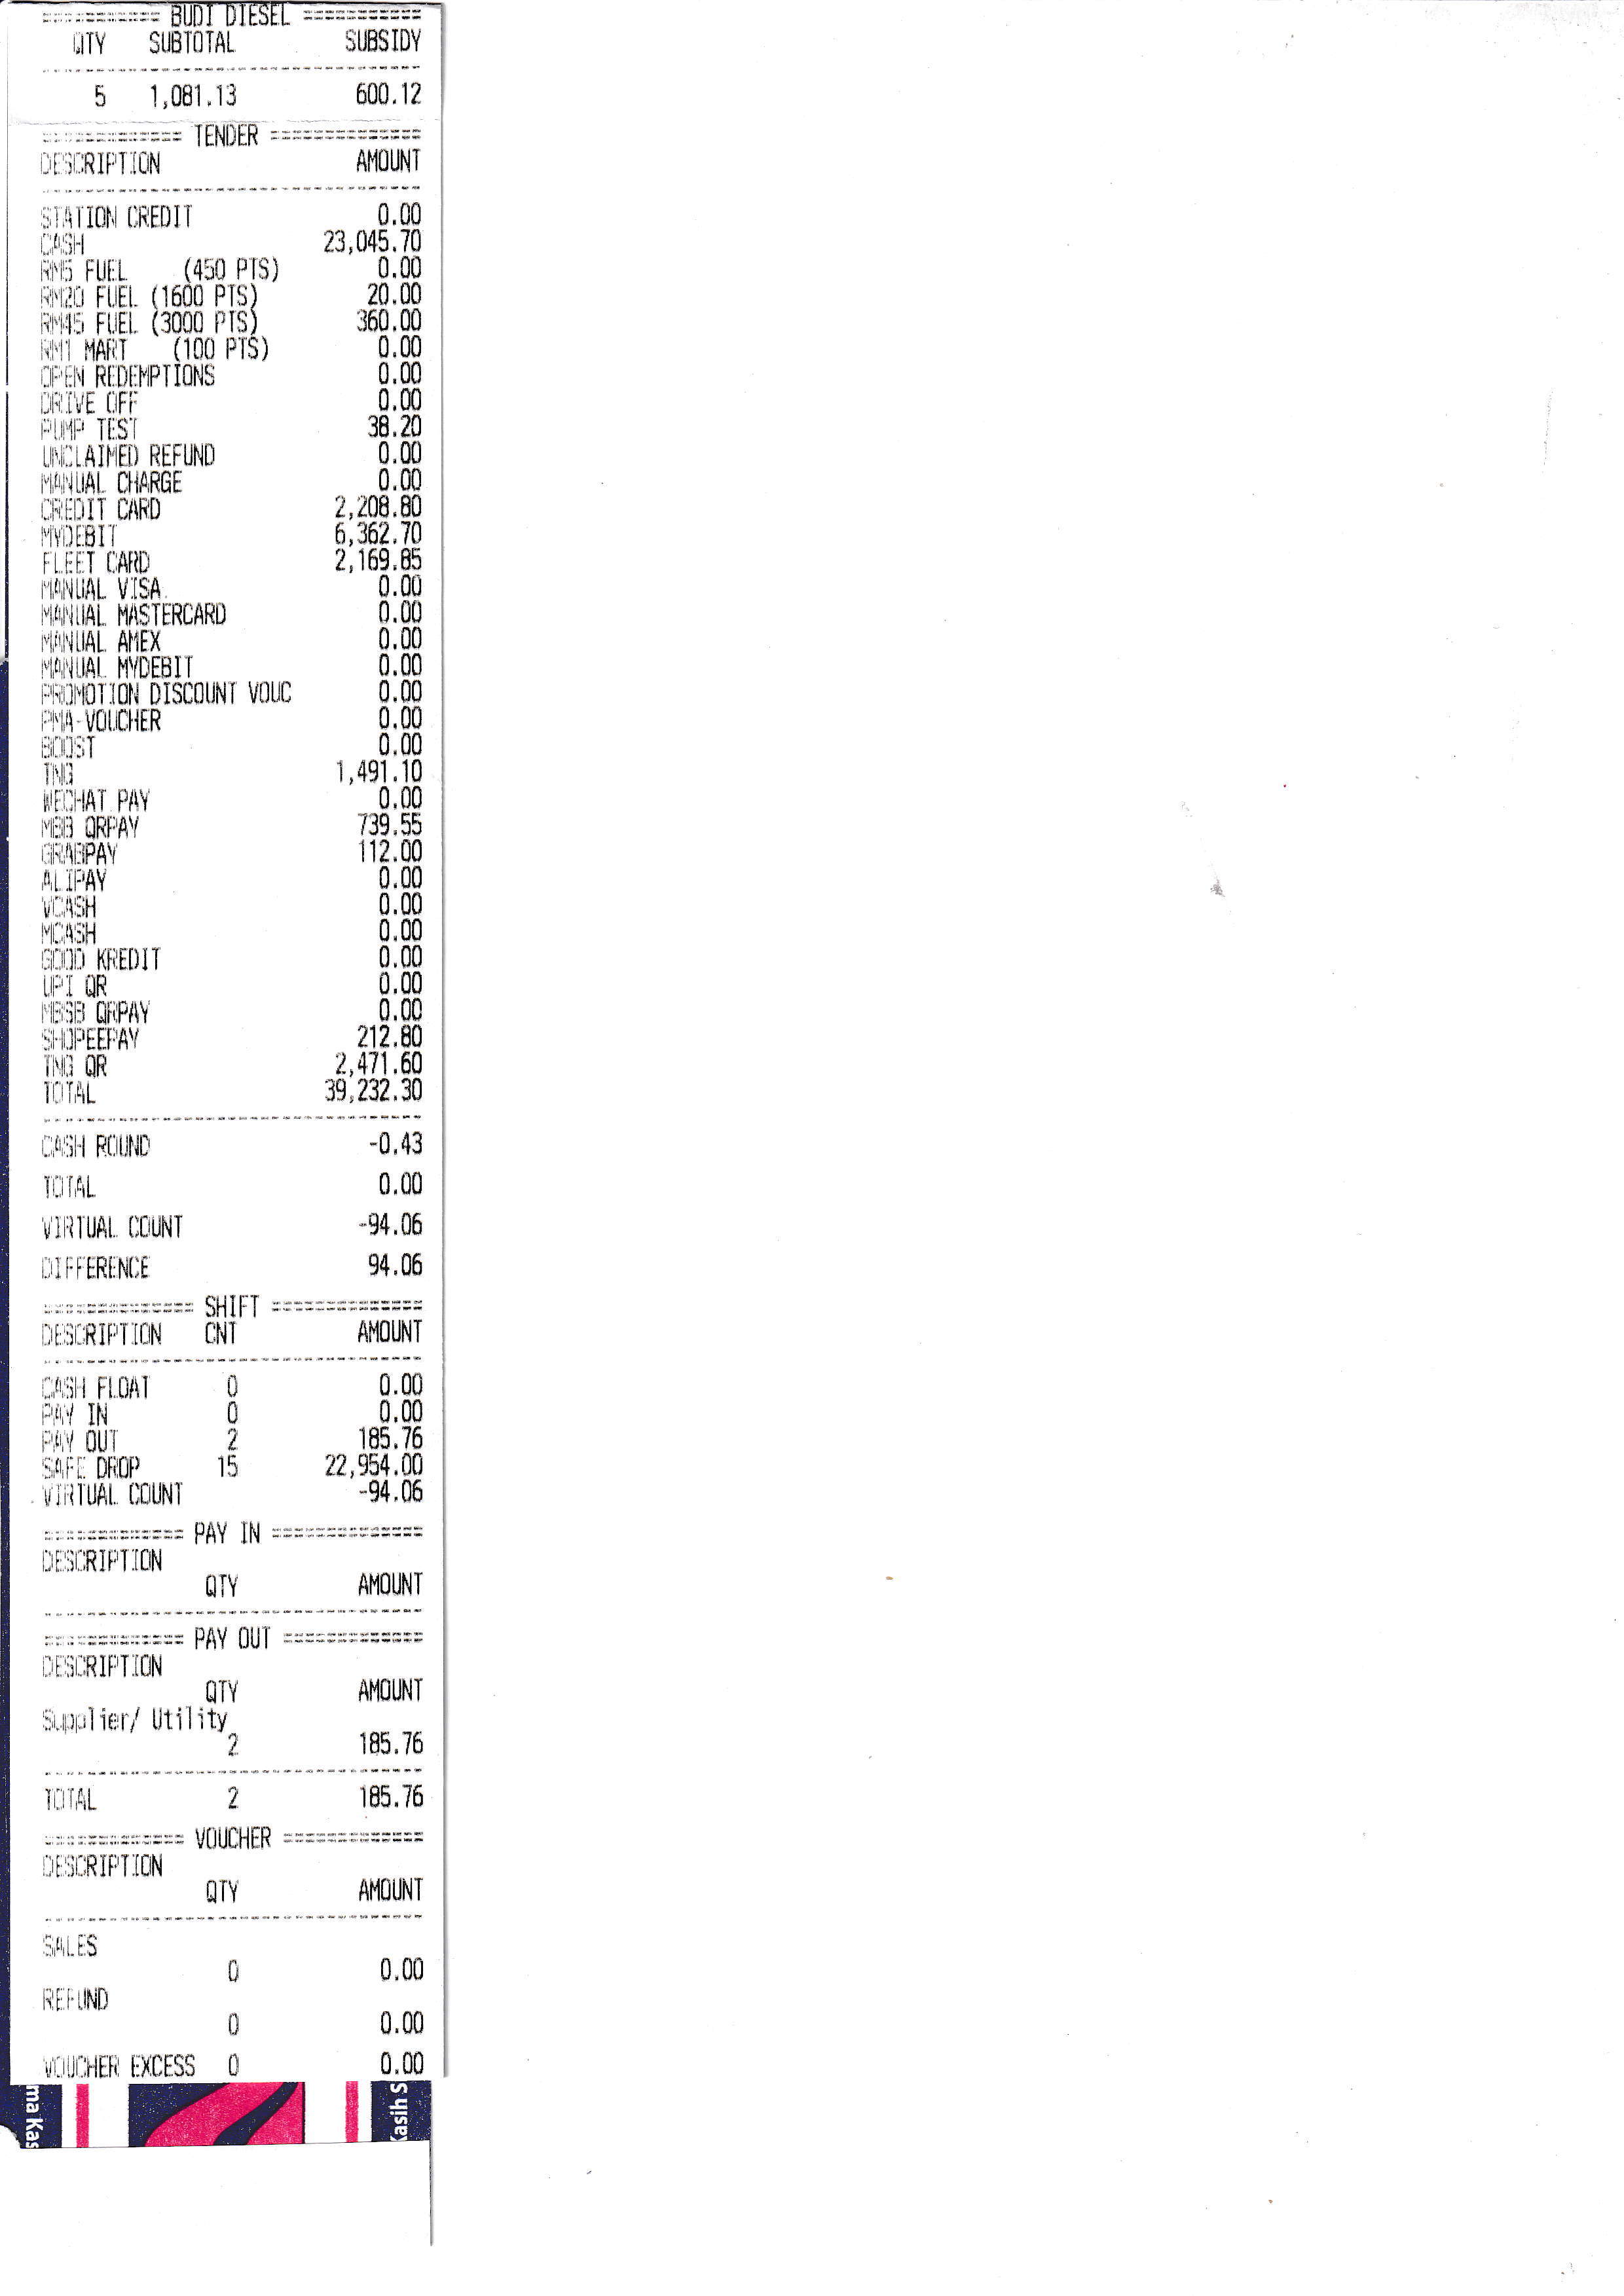 ============ BUDI DIESEL ============
QTY SUBTOTAL SUBSIDY
5 1,081.13 600.12
============ TENDER ============
DESCRIPTION AMOUNT
STATION CREDIT 0.00
CASH 23,045.70
RM5 FUEL (450 PTS) 0.00
RM20 FUEL (1600 PTS) 20.00
RM45 FUEL (3000 PTS) 360.00
RM1 MART (100 PTS) 0.00
OPEN REDEMPTIONS 0.00
DRIVE OFF 0.00
PUMP TEST 38.20
UNCLAIMED REFUND 0.00
MANUAL CHARGE 0.00
CREDIT CARD 2,208.80
MYDEBIT 6,362.70
FLEET CARD 2,169.85
MANUAL VISA 0.00
MANUAL MASTERCARD 0.00
MANUAL AMEX 0.00
MANUAL MYDEBIT 0.00
PROMOTION DISCOUNT VOUC 0.00
PMA-VOUCHER 0.00
BOOST 0.00
TNG 1,491.10
WECHAT PAY 0.00
MBB QRPAY 739.55
GRABPAY 112.00
ALIPAY 0.00
VCASH 0.00
MCASH 0.00
GOOD KREDIT 0.00
UPI QR 0.00
MBSB QRPAY 0.00
SHOPEEPAY 212.80
TNG QR 2,471.60
TOTAL 39,232.30
CASH ROUND -0.43
TOTAL 0.00
VIRTUAL COUNT -94.06
DIFFERENCE 94.06
============ SHIFT ============
DESCRIPTION CNT AMOUNT
CASH FLOAT 0 0.00
PAY IN 0 0.00
PAY OUT 2 185.76
SAFE DROP 15 22,954.00
VIRTUAL COUNT -94.06
============ PAY IN ============
DESCRIPTION
QTY AMOUNT
============ PAY OUT ============
DESCRIPTION
QTY AMOUNT
Supplier/ Utility
2 185.76
TOTAL 2 185.76
============ VOUCHER ============
DESCRIPTION
QTY AMOUNT
SALES
0 0.00
REFUND
0 0.00
VOUCHER EXCESS 0 0.00
ma Kas
Kasih S